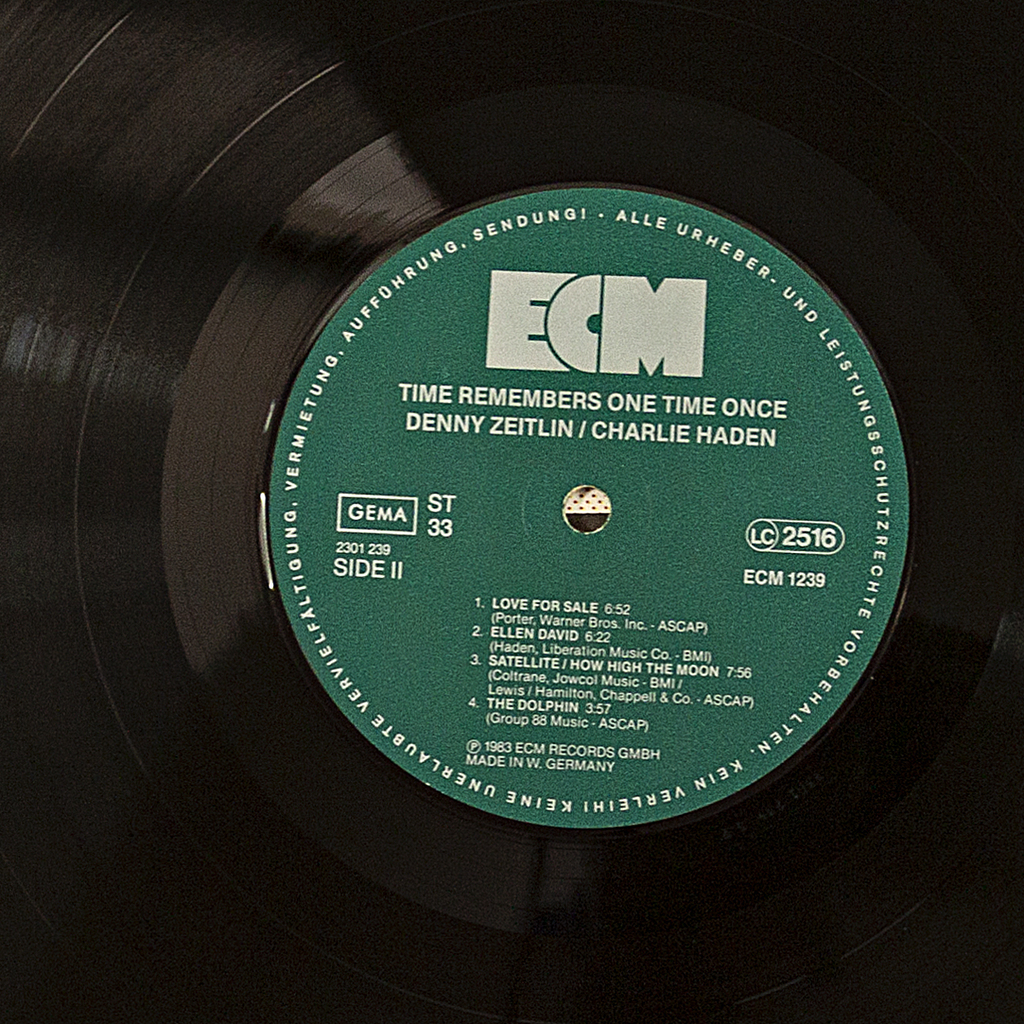 ALLE URHEBER- UND LEISTUNGSSCHUTZRECHTE VORBEHALTEN. KEIN VERLEIH! KEINE UNERLAUBTE VERVIELFÄLTIGUNG, VERMIETUNG, AUFFÜHRUNG, SENDUNG! ·
ECM
TIME REMEMBERS ONE TIME ONCE
DENNY ZEITLIN / CHARLIE HADEN
GEMA
ST
33
2301 239
SIDE II
LC 2516
ECM 1239
1. LOVE FOR SALE 6:52
(Porter, Warner Bros. Inc. - ASCAP)
2. ELLEN DAVID 6:22
(Haden, Liberation Music Co. - BMI)
3. SATELLITE / HOW HIGH THE MOON 7:56
(Coltrane, Jowcol Music - BMI /
Lewis / Hamilton, Chappell & Co. - ASCAP)
4. THE DOLPHIN 3:57
(Group 88 Music - ASCAP)
℗ 1983 ECM RECORDS GMBH
MADE IN W. GERMANY